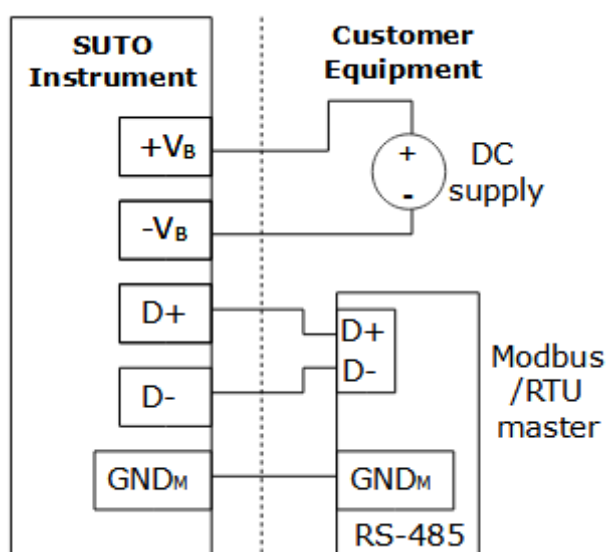 SUTO
Instrument
Customer
Equipment
+VB
-VB
+
-
DC
supply
D+
D-
GNDM
D+
D-
GNDM
RS-485
Modbus
/RTU
master